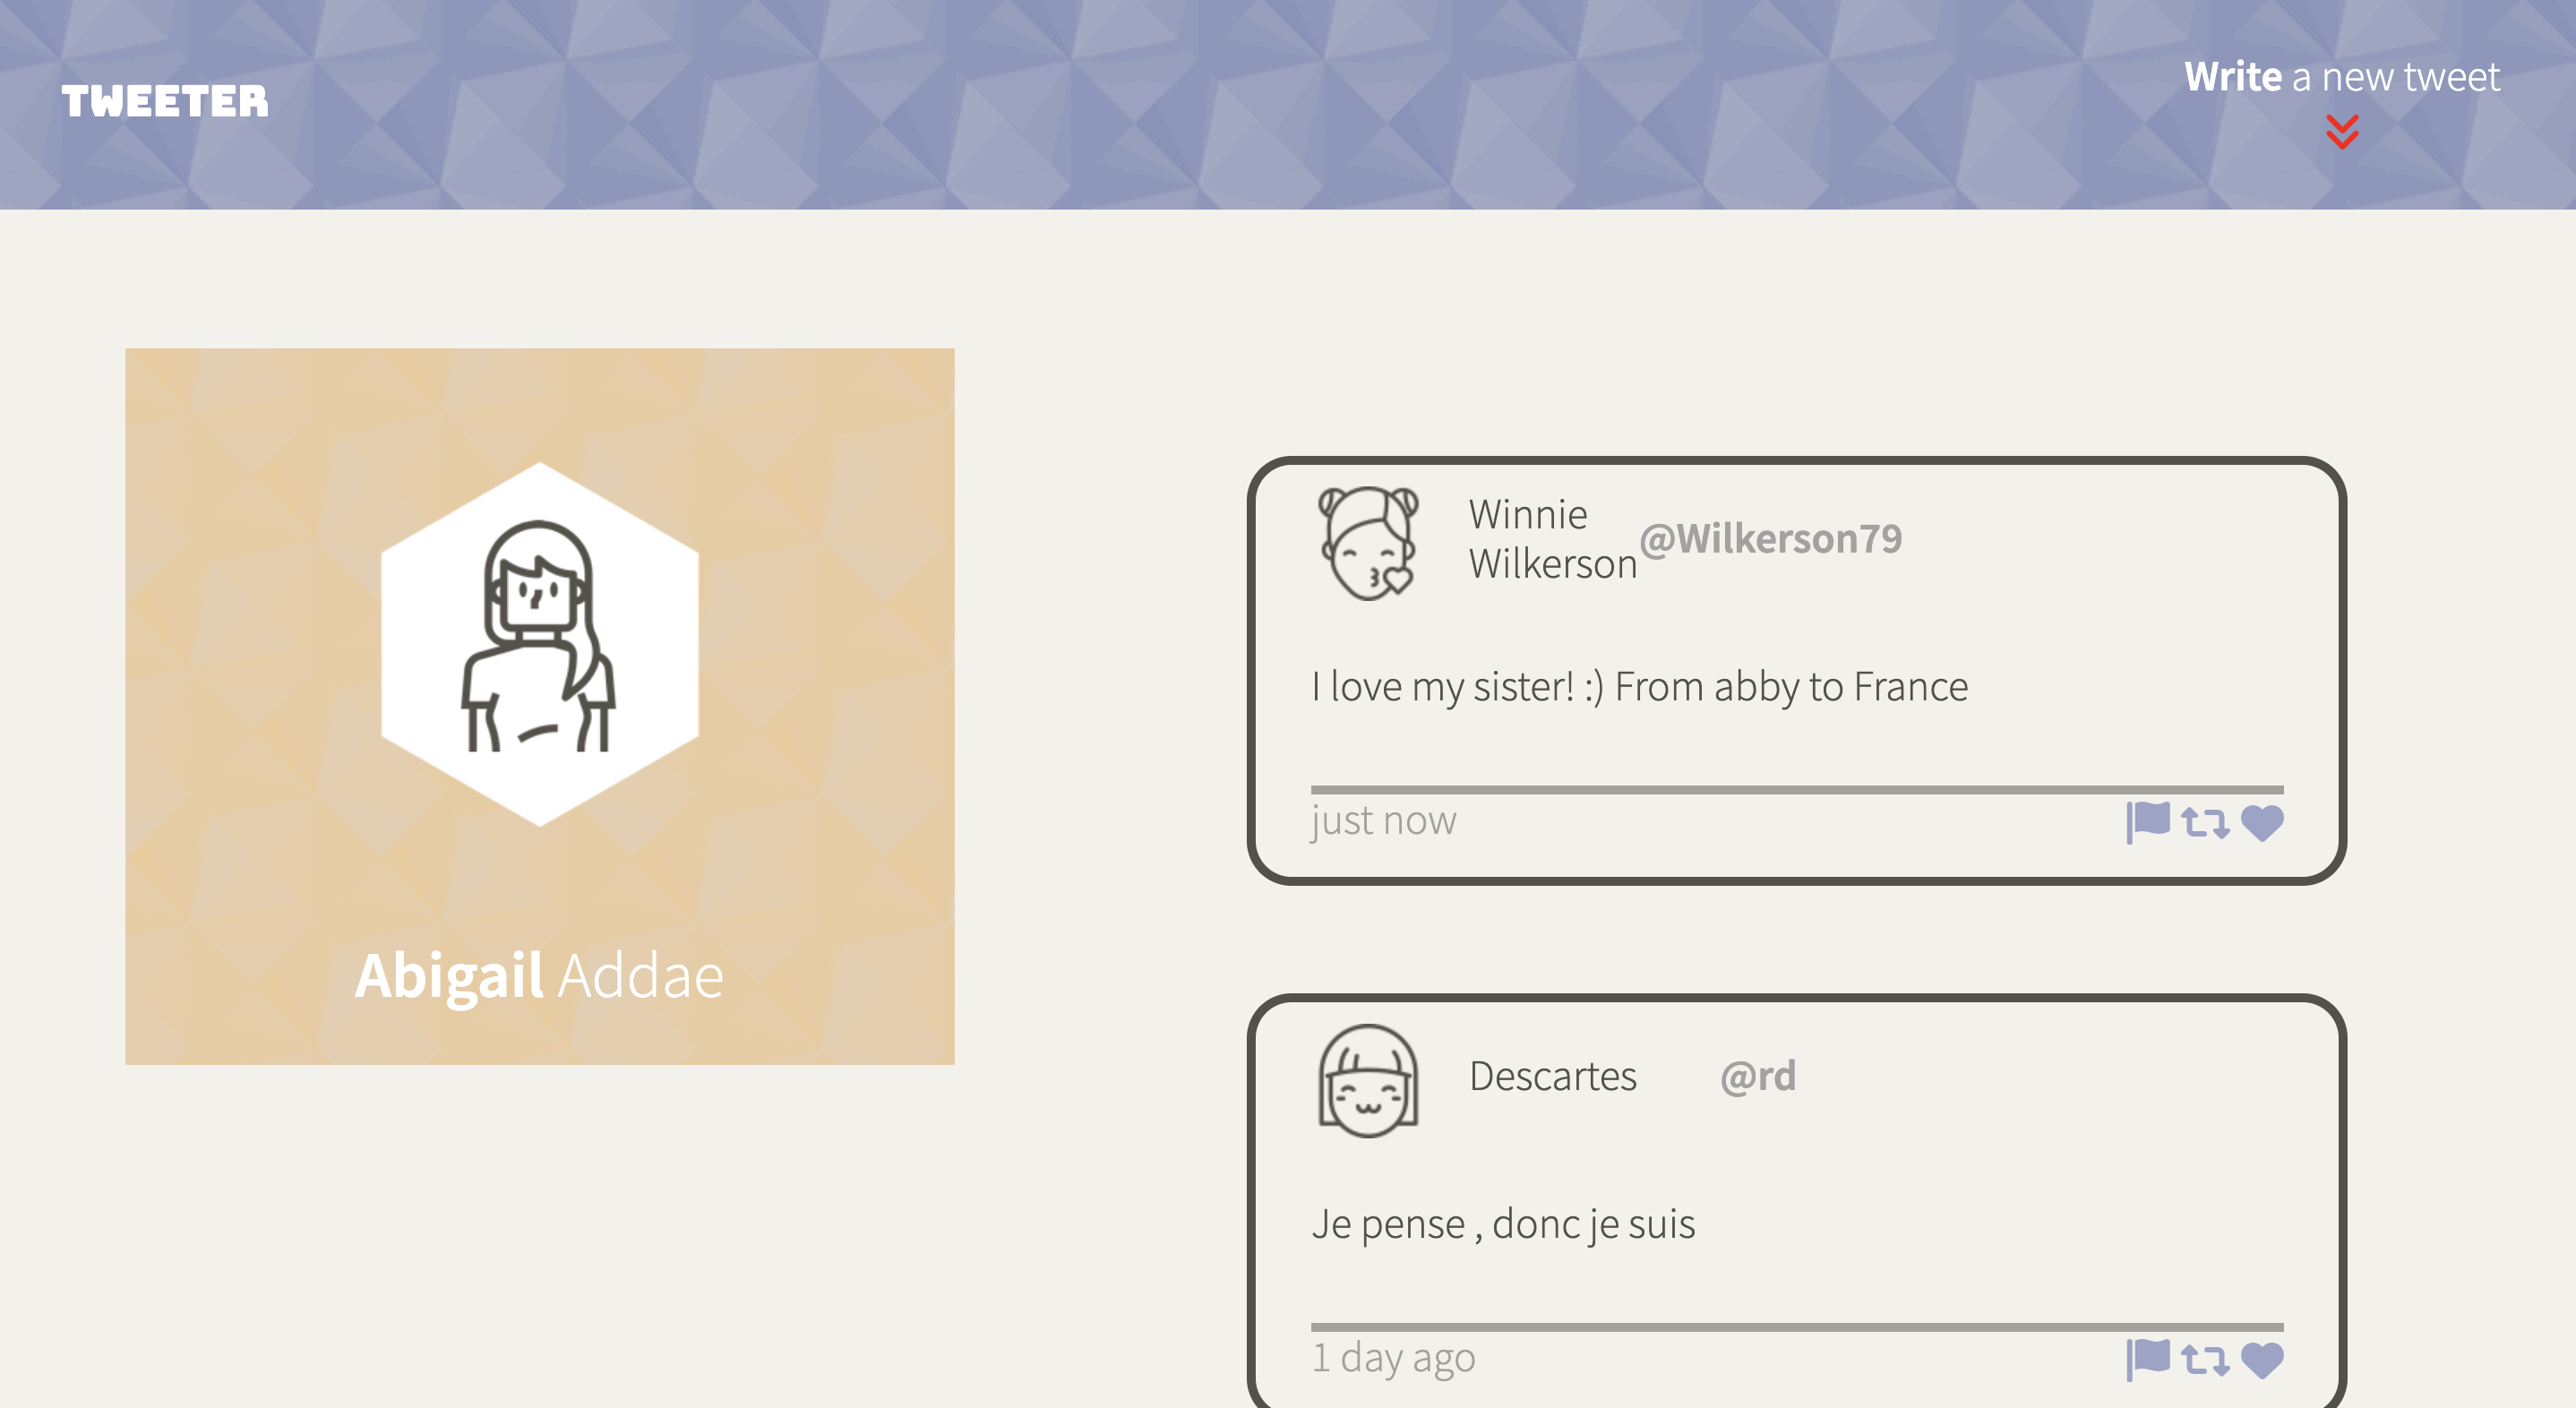 TWEETER
Write a new tweet
Abigail Addae
Winnie
Wilkerson
@Wilkerson79
I love my sister! :) From abby to France
just now
Descartes @rd
Je pense , donc je suis
1 day ago